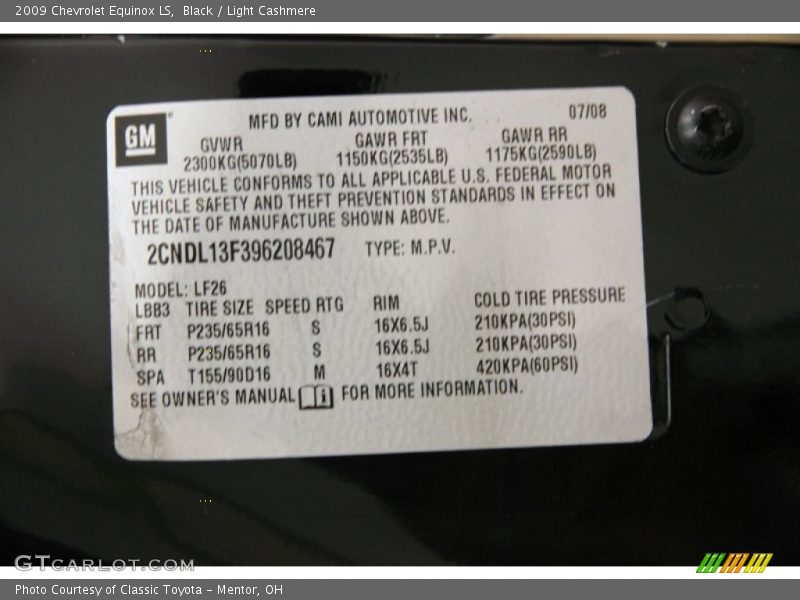 2009 Chevrolet Equinox LS, Black / Light Cashmere
GM
MFD BY CAMI AUTOMOTIVE INC. 07/08
GVWR GAWR FRT GAWR RR
2300KG(5070LB) 1150KG(2535LB) 1175KG(2590LB)
THIS VEHICLE CONFORMS TO ALL APPLICABLE U.S. FEDERAL MOTOR
VEHICLE SAFETY AND THEFT PREVENTION STANDARDS IN EFFECT ON
THE DATE OF MANUFACTURE SHOWN ABOVE.
2CNDL13F396208467 TYPE: M.P.V.
MODEL: LF26
LBB3 TIRE SIZE SPEED RTG RIM COLD TIRE PRESSURE
FRT P235/65R16 S 16X6.5J 210KPA(30PSI)
RR P235/65R16 S 16X6.5J 210KPA(30PSI)
SPA T155/90D16 M 16X4T 420KPA(60PSI)
SEE OWNER'S MANUAL FOR MORE INFORMATION.
GTCARLOT.COM
Photo Courtesy of Classic Toyota - Mentor, OH